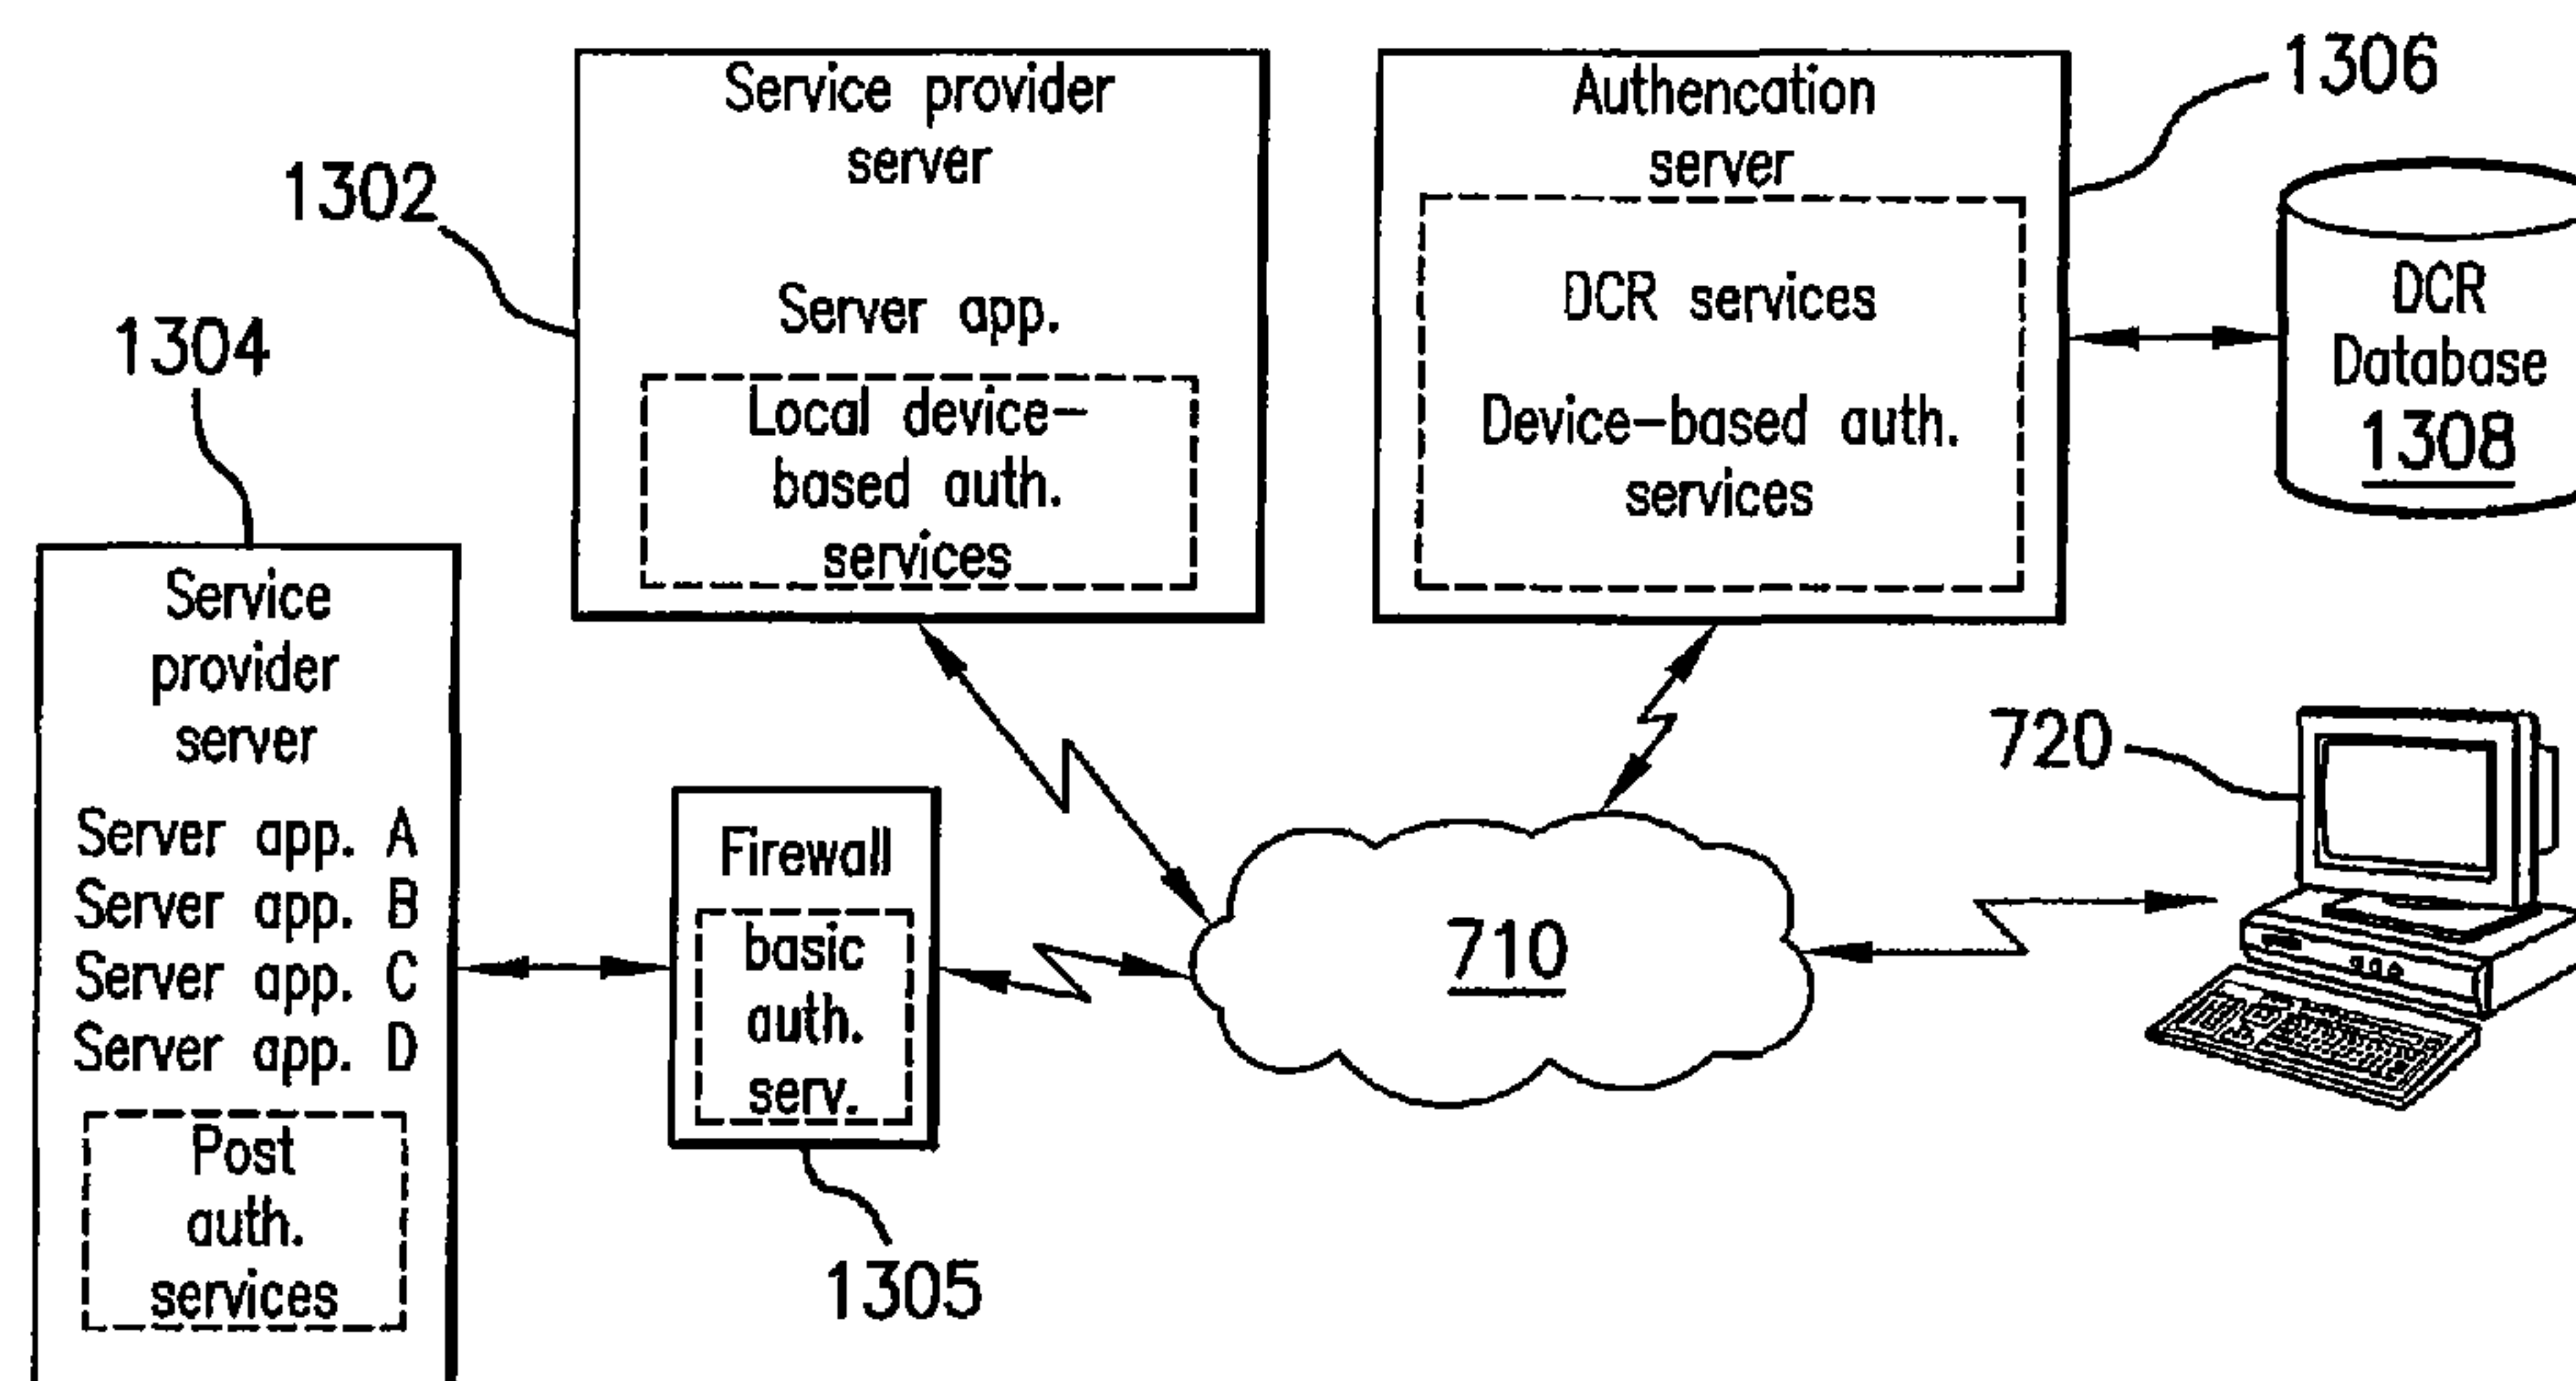 1302
Service provider
server
Server app.
Local device-
based auth.
services
1306
Authencation
server
DCR services
Device-based auth.
services
DCR
Database
1308
1304
Service
provider
server
Server app. A
Server app. B
Server app. C
Server app. D
Post
auth.
services
Firewall
basic
auth.
serv.
1305
710
720